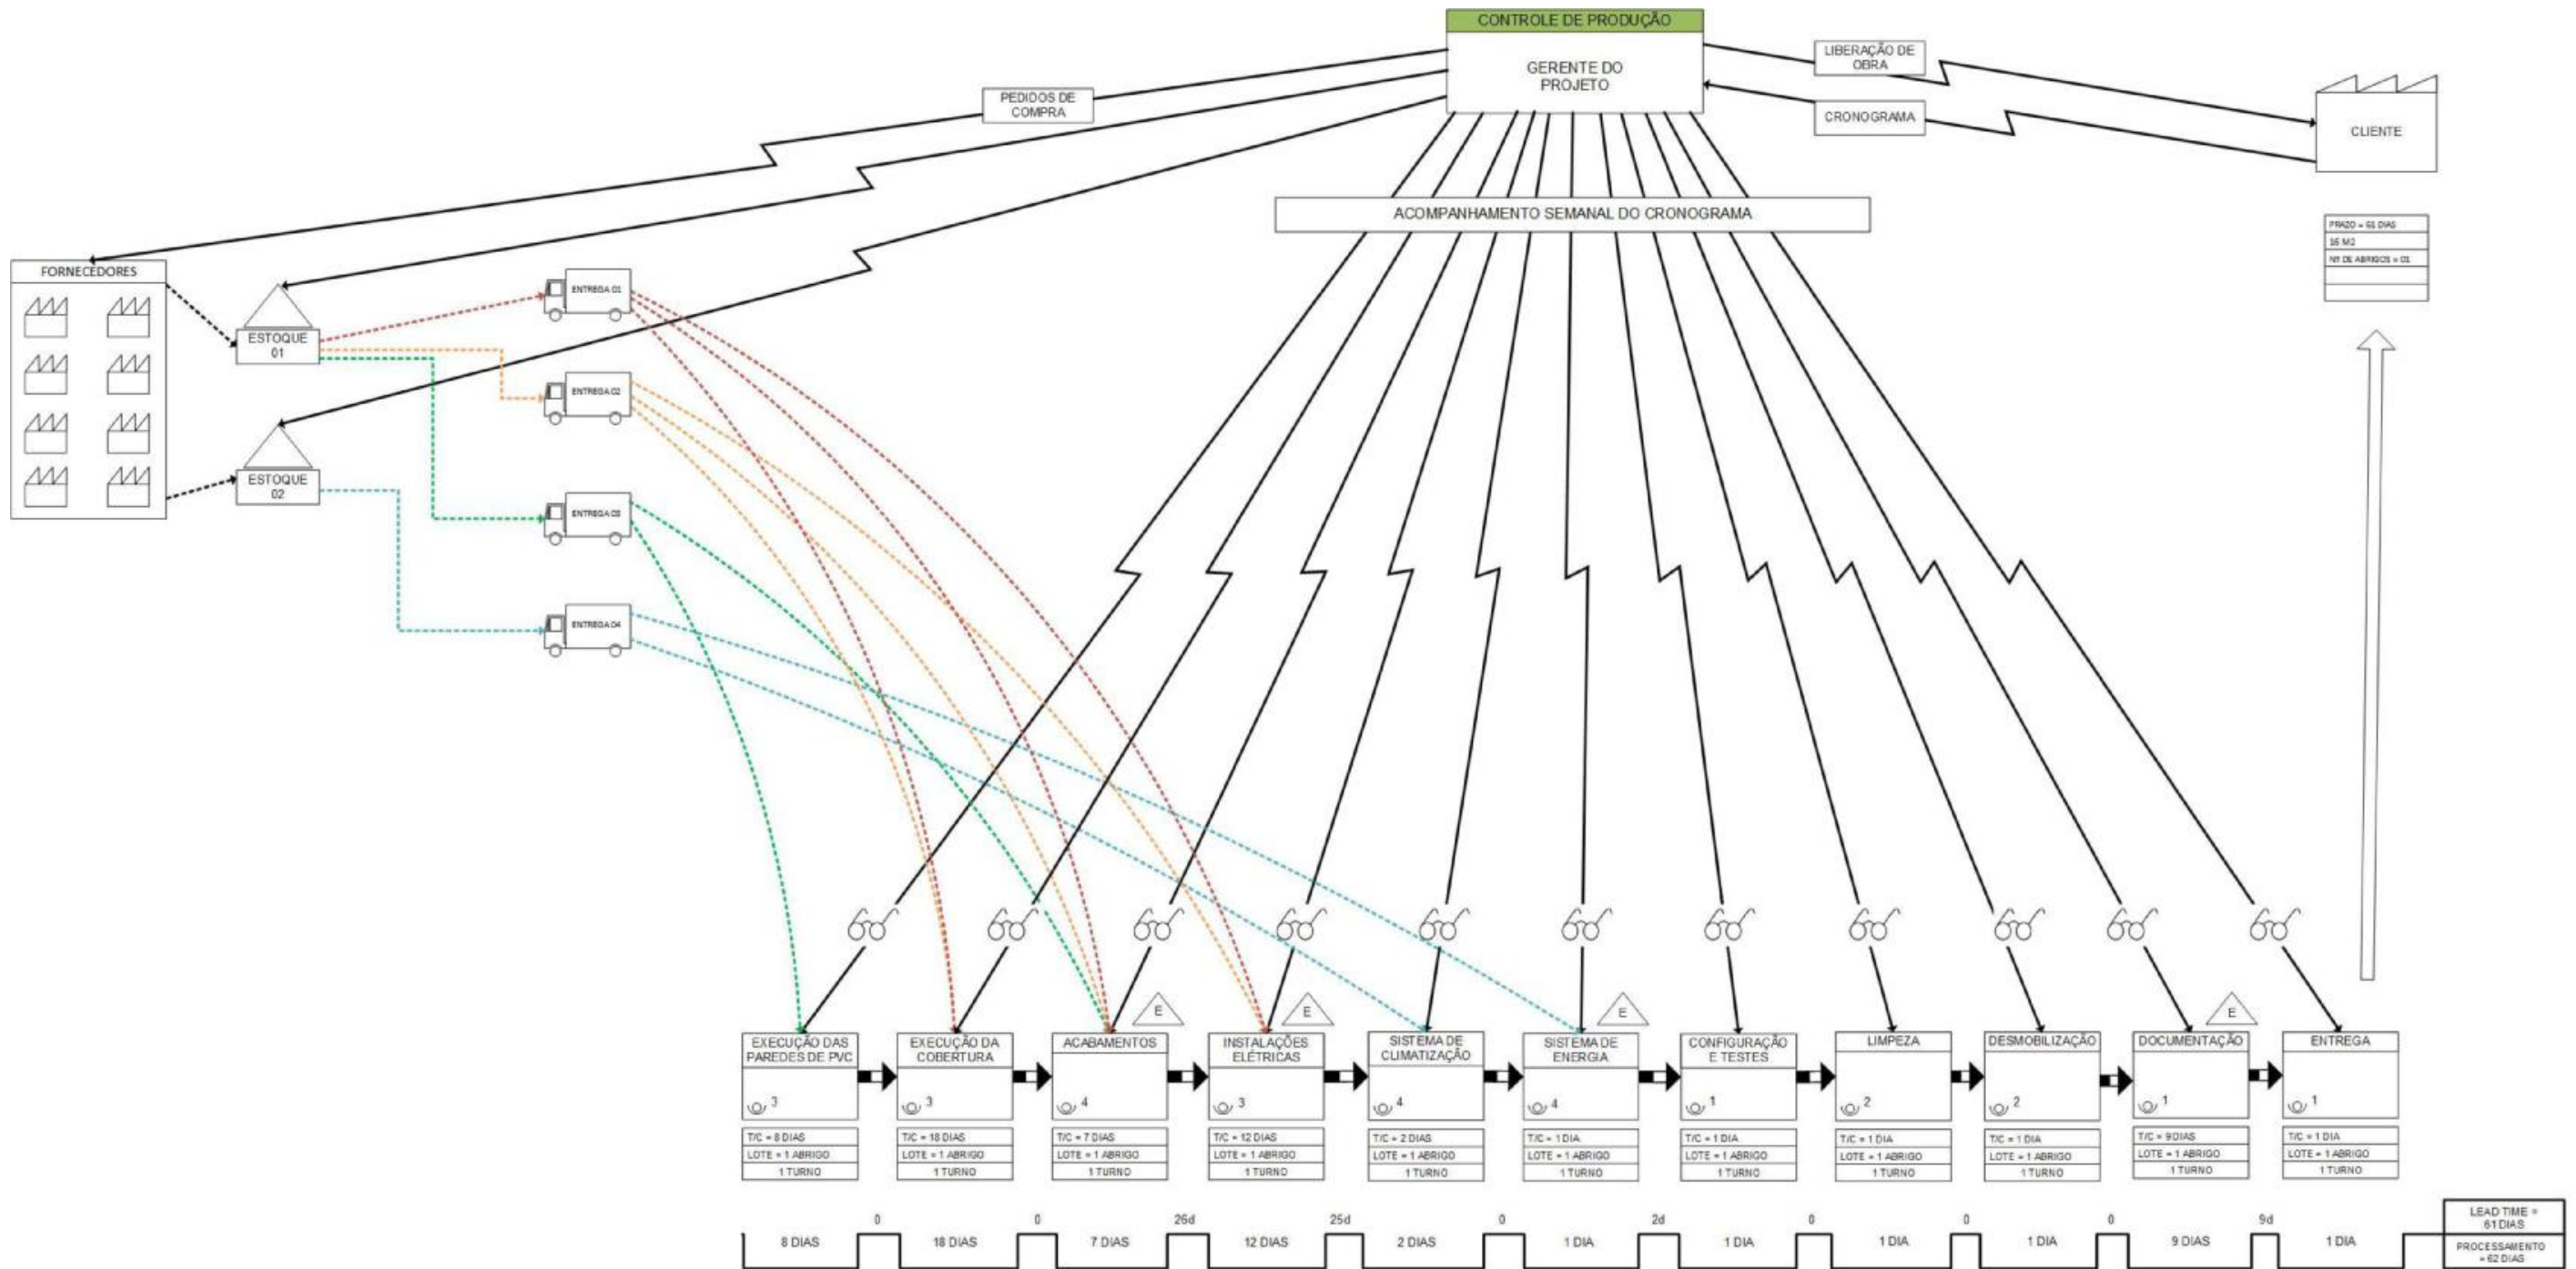 CONTROLE DE PRODUÇÃO
GERENTE DO
PROJETO
LIBERAÇÃO DE
OBRA
CRONOGRAMA
CLIENTE
PEDIDOS DE
COMPRA
ACOMPANHAMENTO SEMANAL DO CRONOGRAMA
PRAZO = 61 DIAS
16 M2
Nº DE ABRIGOS = 01
FORNECEDORES
ESTOQUE
01
ESTOQUE
02
ENTREGA 01
ENTREGA 02
ENTREGA 03
ENTREGA 04
E
E
E
E
EXECUÇÃO DAS
PAREDES DE PVC
3
T/C = 8 DIAS
LOTE = 1 ABRIGO
1 TURNO
EXECUÇÃO DA
COBERTURA
3
T/C = 18 DIAS
LOTE = 1 ABRIGO
1 TURNO
ACABAMENTOS
4
T/C = 7 DIAS
LOTE = 1 ABRIGO
1 TURNO
INSTALAÇÕES
ELÉTRICAS
3
T/C = 12 DIAS
LOTE = 1 ABRIGO
1 TURNO
SISTEMA DE
CLIMATIZAÇÃO
4
T/C = 2 DIAS
LOTE = 1 ABRIGO
1 TURNO
SISTEMA DE
ENERGIA
4
T/C = 1 DIA
LOTE = 1 ABRIGO
1 TURNO
CONFIGURAÇÃO
E TESTES
1
T/C = 1 DIA
LOTE = 1 ABRIGO
1 TURNO
LIMPEZA
2
T/C = 1 DIA
LOTE = 1 ABRIGO
1 TURNO
DESMOBILIZAÇÃO
2
T/C = 1 DIA
LOTE = 1 ABRIGO
1 TURNO
DOCUMENTAÇÃO
1
T/C = 9 DIAS
LOTE = 1 ABRIGO
1 TURNO
ENTREGA
1
T/C = 1 DIA
LOTE = 1 ABRIGO
1 TURNO
0 0 26d 25d 0 2d 0 0 0 9d
8 DIAS 18 DIAS 7 DIAS 12 DIAS 2 DIAS 1 DIA 1 DIA 1 DIA 1 DIA 9 DIAS 1 DIA
LEAD TIME =
61 DIAS
PROCESSAMENTO
= 62 DIAS